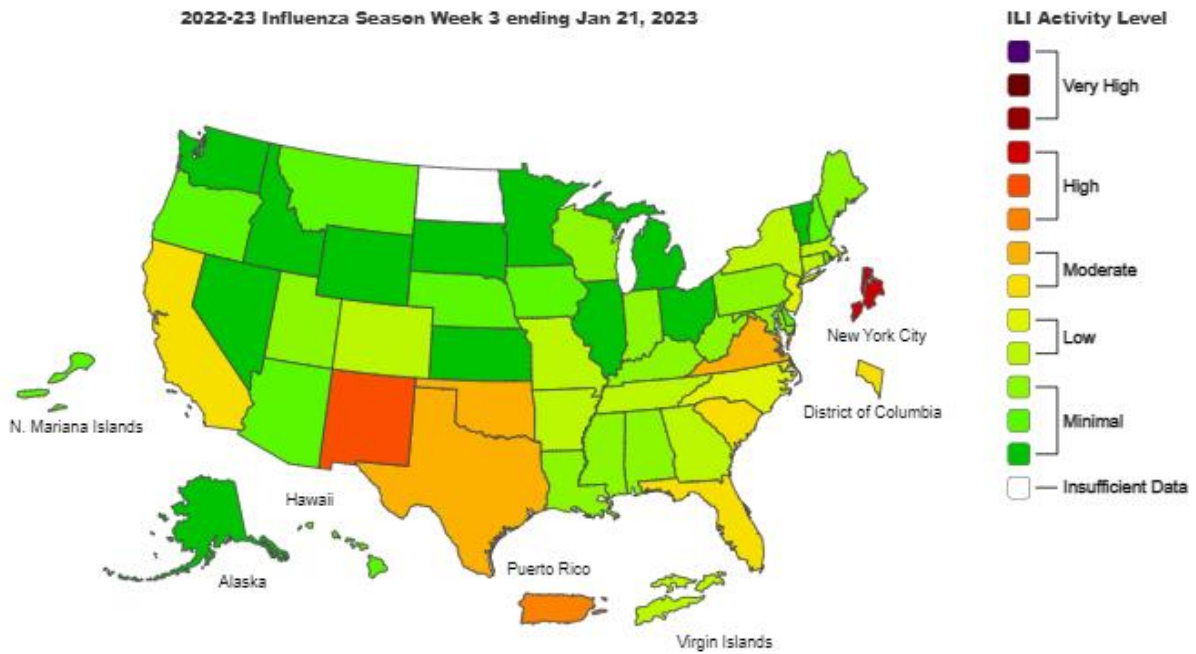 2022-23 Influenza Season Week 3 ending Jan 21, 2023
ILI Activity Level
Very High
High
Moderate
Low
Minimal
Insufficient Data
New York City
District of Columbia
N. Mariana Islands
Hawaii
Alaska
Puerto Rico
Virgin Islands